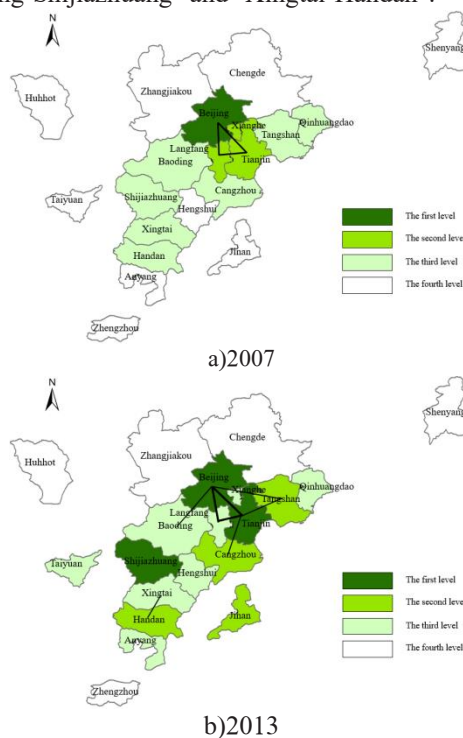 ng-Shijiazhuang" and "Xingtai-Handan".
N
Shenyang
Chengde
Zhangjiakou
Huhhot
Beijing
Xianghe
Qinhuangdao
Tangshan
Langfang
Tianjin
Baoding
Taiyuan
Shijiazhuang
Cangzhou
Hengshui
Xingtai
Handan
Jinan
Anyang
Zhengzhou
The first level
The second level
The third level
The fourth level
a)2007
N
Shenyang
Chengde
Zhangjiakou
Huhhot
Beijing
Xianghe
Qinhuangdao
Tangshan
Langfang
Tianjin
Baoding
Taiyuan
Shijiazhuang
Cangzhou
Hengshui
Xingtai
Handan
Jinan
Anyang
Zhengzhou
The first level
The second level
The third level
The fourth level
b)2013